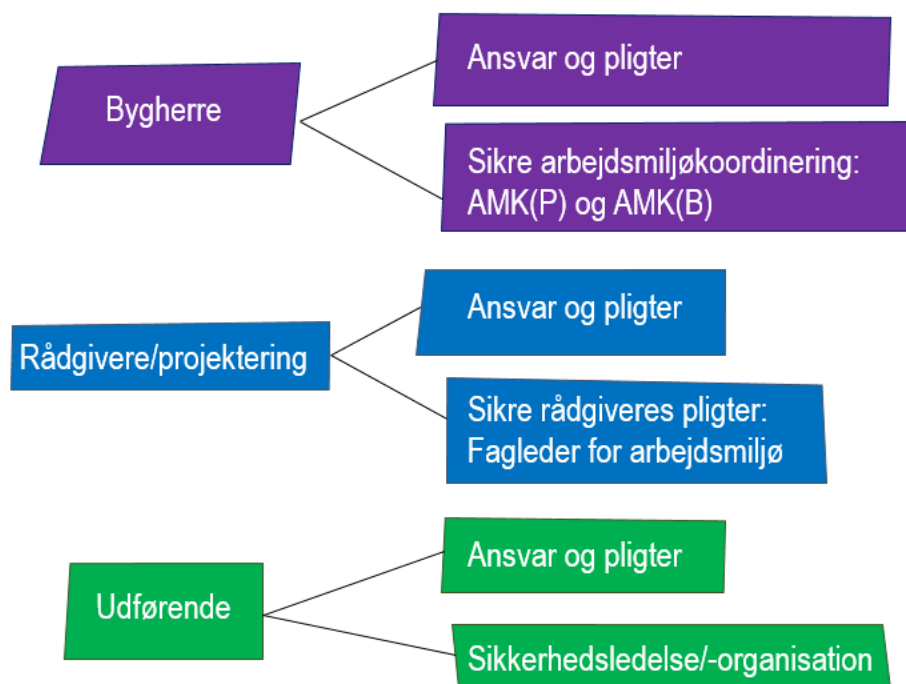 Bygherre
Ansvar og pligter
Sikre arbejdsmiljøkoordinering:
AMK(P) og AMK(B)
Rådgivere/projektering
Ansvar og pligter
Sikre rådgiveres pligter:
Fagleder for arbejdsmiljø
Udførende
Ansvar og pligter
Sikkerhedsledelse/-organisation